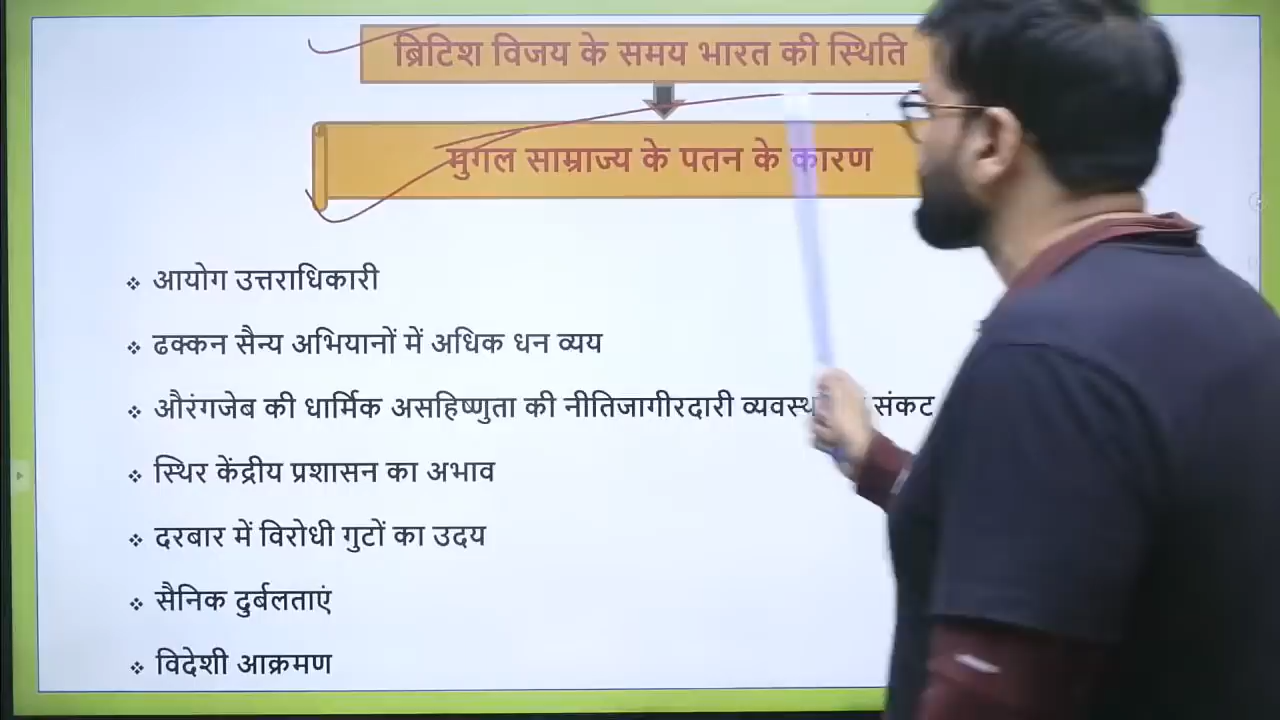 ब्रिटिश विजय के समय भारत की स्थिति
मुगल साम्राज्य के पतन के कारण
❖ आयोग उत्तराधिकारी
❖ ढक्कन सैन्य अभियानों में अधिक धन व्यय
❖ औरंगजेब की धार्मिक असहिष्णुता की नीतिजागीरदारी संकट
❖ स्थिर केंद्रीय प्रशासन का अभाव
❖ दरबार में विरोधी गुटों का उदय
❖ सैनिक दुर्बलताएं
❖ विदेशी आक्रमण